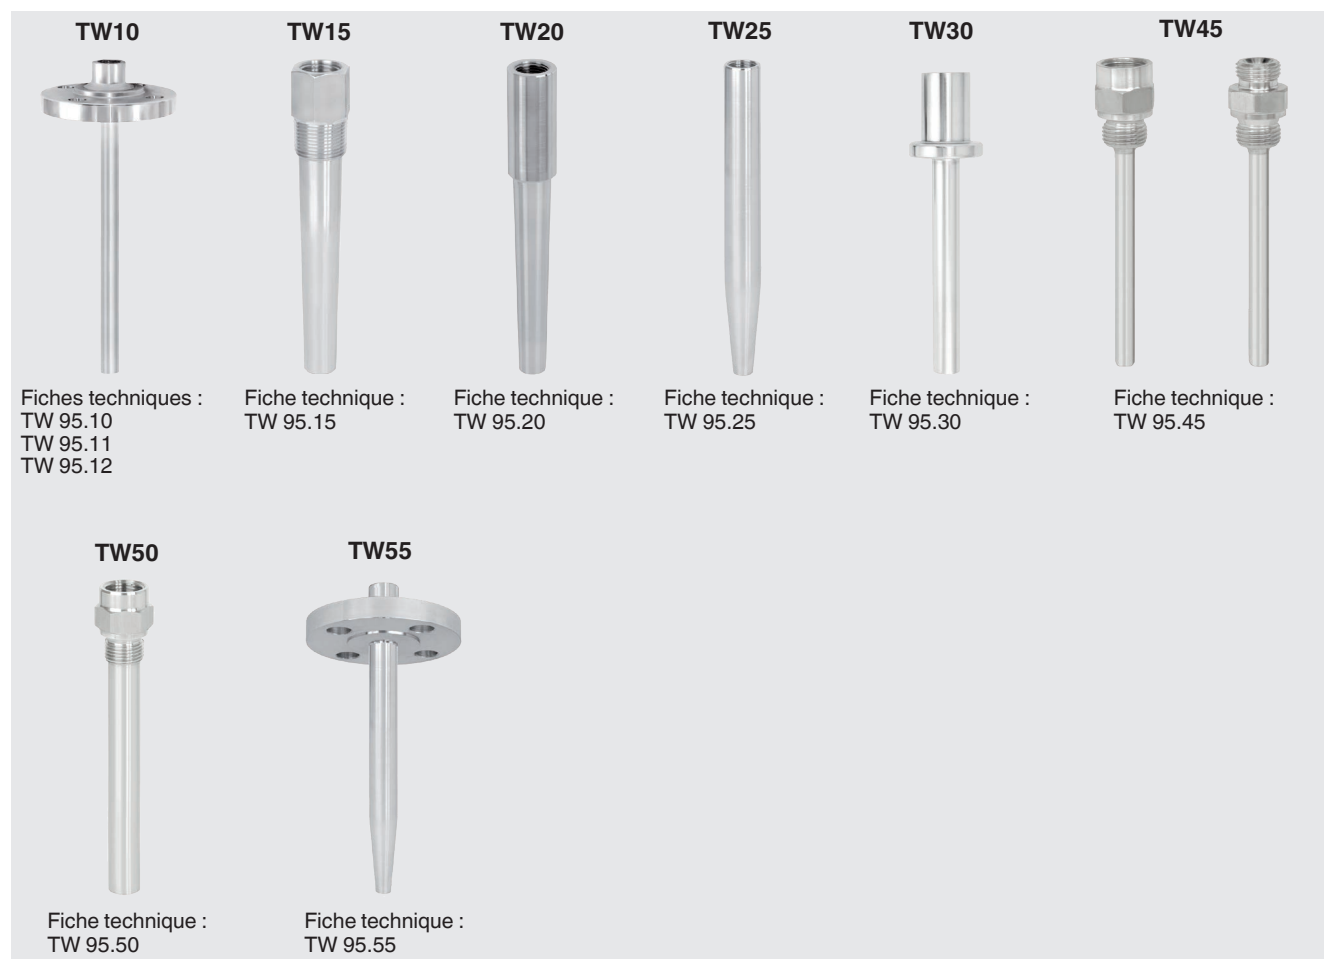 TW10
TW15
TW20
TW25
TW30
TW45
Fiches techniques :
TW 95.10
TW 95.11
TW 95.12
Fiche technique :
TW 95.15
Fiche technique :
TW 95.20
Fiche technique :
TW 95.25
Fiche technique :
TW 95.30
Fiche technique :
TW 95.45
TW50
TW55
Fiche technique :
TW 95.50
Fiche technique :
TW 95.55